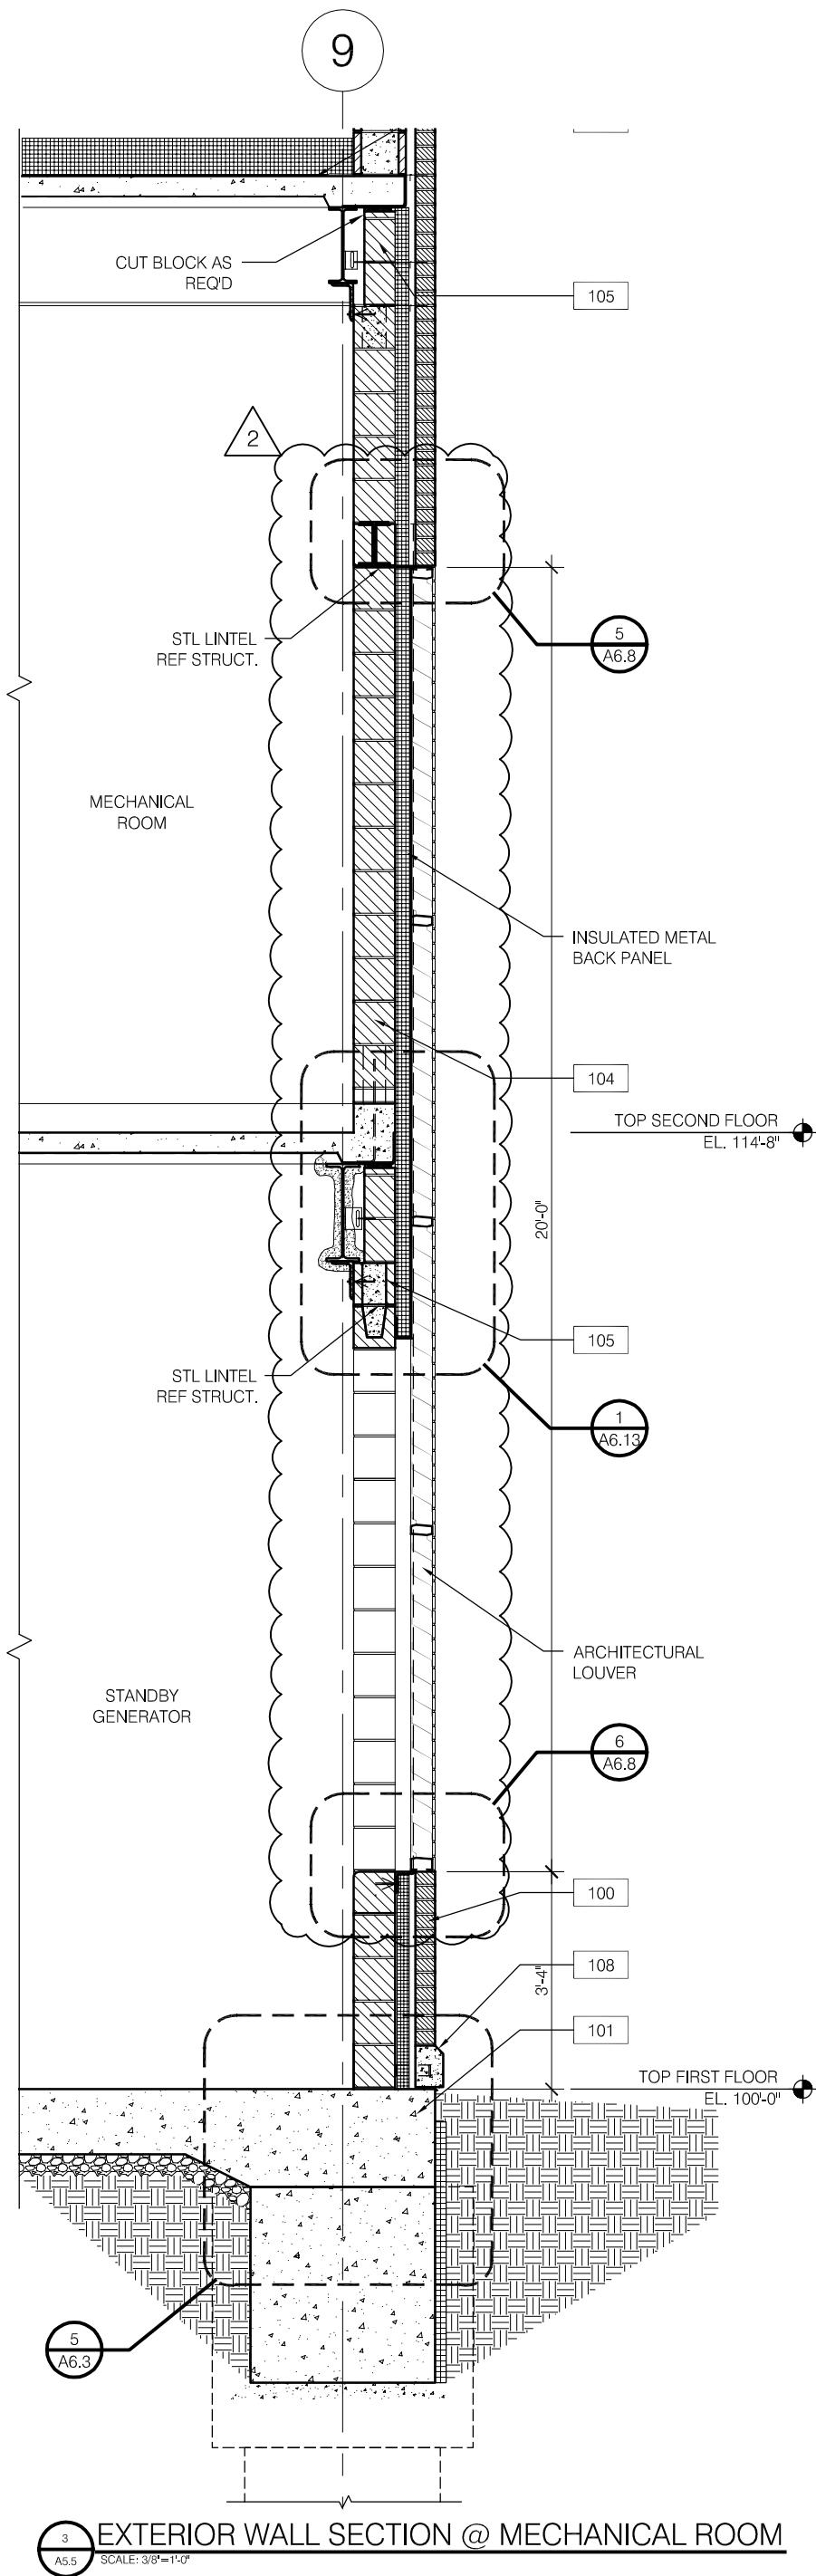 9
CUT BLOCK AS
REQ'D
105
2
STL LINTEL
REF STRUCT.
5
A6.8
MECHANICAL
ROOM
INSULATED METAL
BACK PANEL
104
TOP SECOND FLOOR
EL. 114'-8"
20'-0"
105
STL LINTEL
REF STRUCT.
1
A6.13
ARCHITECTURAL
LOUVER
STANDBY
GENERATOR
6
A6.8
100
108
3'-4"
101
TOP FIRST FLOOR
EL. 100'-0"
5
A6.3
3
A5.5
EXTERIOR WALL SECTION @ MECHANICAL ROOM
SCALE: 3/8"=1'-0"